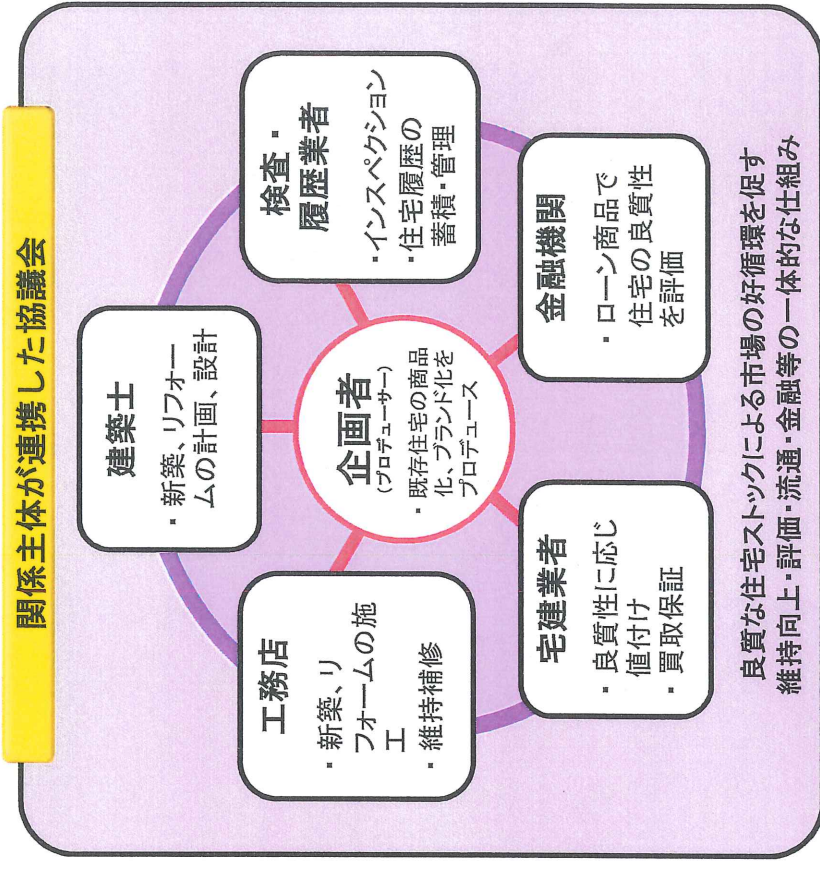 関係主体が連携した協議会
建築士
・新築、リフォー
ムの計画、設計
工務店
・新築、リ
フォームの施
工
・維持補修
検査・
履歴業者
・インスペクション
・住宅履歴の
蓄積・管理
企画者
(プロデューサー)
・既存住宅の商品
化、ブランド化を
プロデュース
宅建業者
・良質性に応じ
値付け
・買取保証
金融機関
・ローン商品で
住宅の良質性
を評価
良質な住宅ストックによる市場の好循環を促す
維持向上・評価・流通・金融等の一体的な仕組み